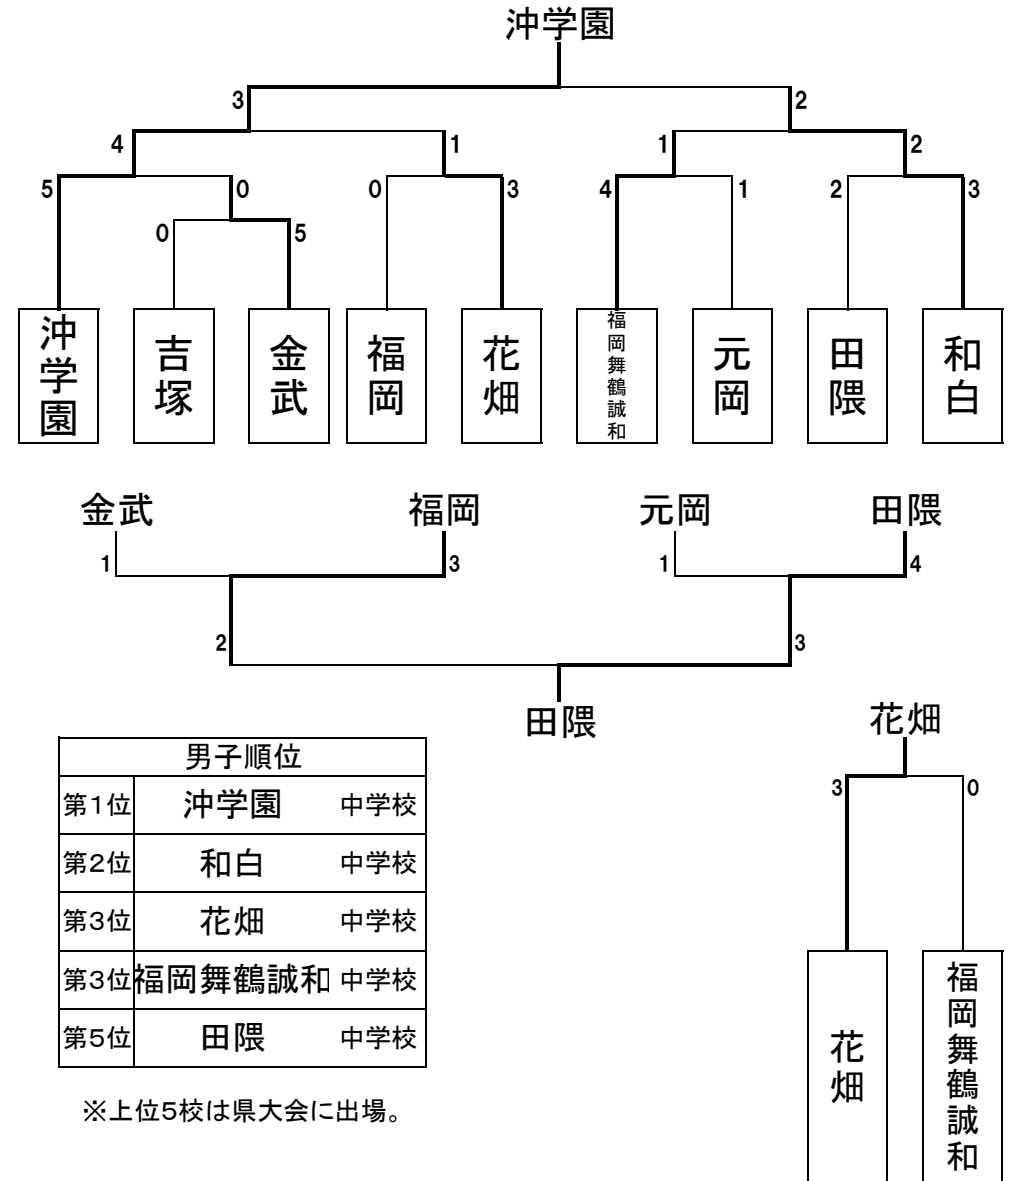 沖学園
3
2
4
1
1
2
5
0
0
3
4
1
2
3
0
5
沖学園
吉塚
金武
福岡
花畑
福岡舞鶴誠和
元岡
田隈
和白
金武
福岡
元岡
田隈
1
3
1
4
2
3
田隈
花畑
3
0
花畑
福岡舞鶴誠和
男子順位
第1位 沖学園 中学校
第2位 和白 中学校
第3位 花畑 中学校
第3位 福岡舞鶴誠和 中学校
第5位 田隈 中学校
※上位5校は県大会に出場。